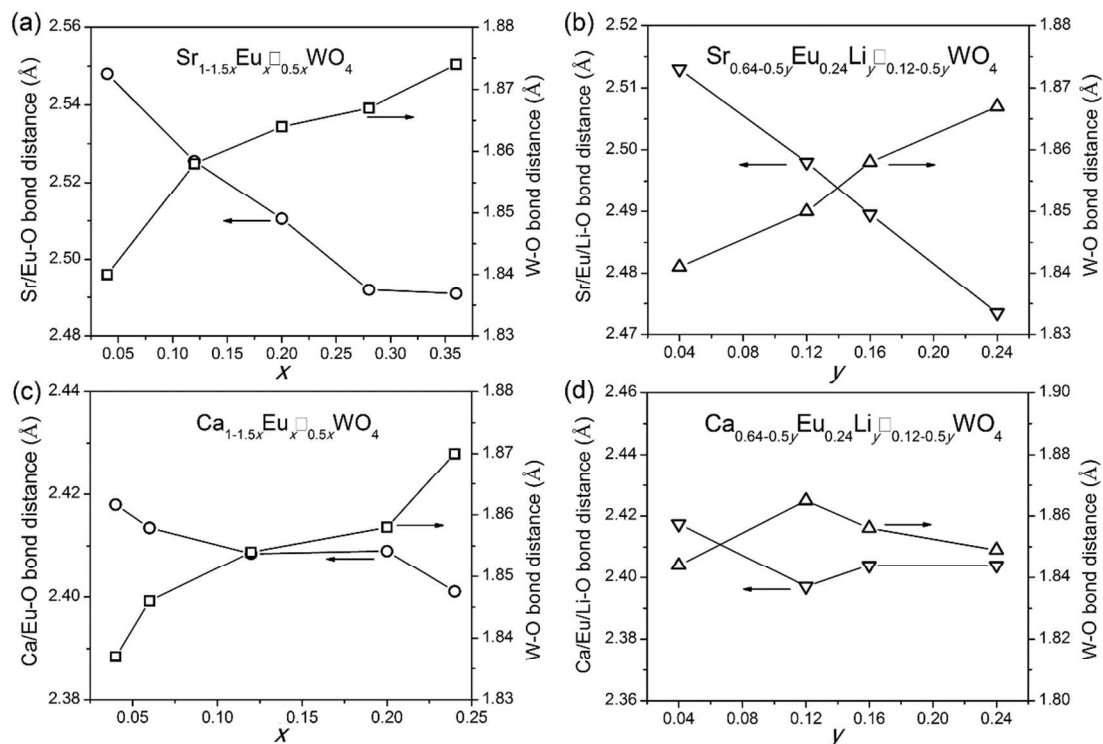 (a)
Sr1-1.5xEux□0.5xWO4
2.56
2.54
2.52
2.50
2.48
Sr/Eu-O bond distance (Å)
1.88
1.87
1.86
1.85
1.84
1.83
W-O bond distance (Å)
0.05 0.10 0.15 0.20 0.25 0.30 0.35
x
(b)
Sr0.64-0.5yEu0.24Liy□0.12-0.5yWO4
2.52
2.51
2.50
2.49
2.48
2.47
Sr/Eu/Li-O bond distance (Å)
1.88
1.87
1.86
1.85
1.84
1.83
W-O bond distance (Å)
0.04 0.08 0.12 0.16 0.20 0.24
y
(c)
Ca1-1.5xEux□0.5xWO4
2.44
2.42
2.40
2.38
Ca/Eu-O bond distance (Å)
1.88
1.87
1.86
1.85
1.84
1.83
W-O bond distance (Å)
0.05 0.10 0.15 0.20 0.25
x
(d)
Ca0.64-0.5yEu0.24Liy□0.12-0.5yWO4
2.46
2.44
2.42
2.40
2.38
2.36
Ca/Eu/Li-O bond distance (Å)
1.90
1.88
1.86
1.84
1.82
1.80
W-O bond distance (Å)
0.04 0.08 0.12 0.16 0.20 0.24
y